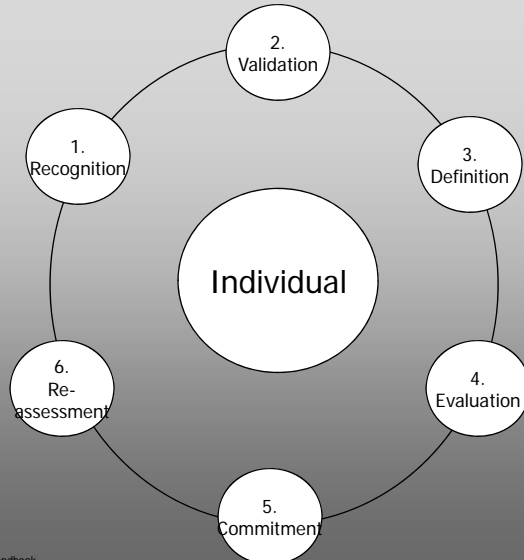 2.
Validation
1.
Recognition
3.
Definition
Individual
6.
Re-
assessment
4.
Evaluation
5.
Commitment